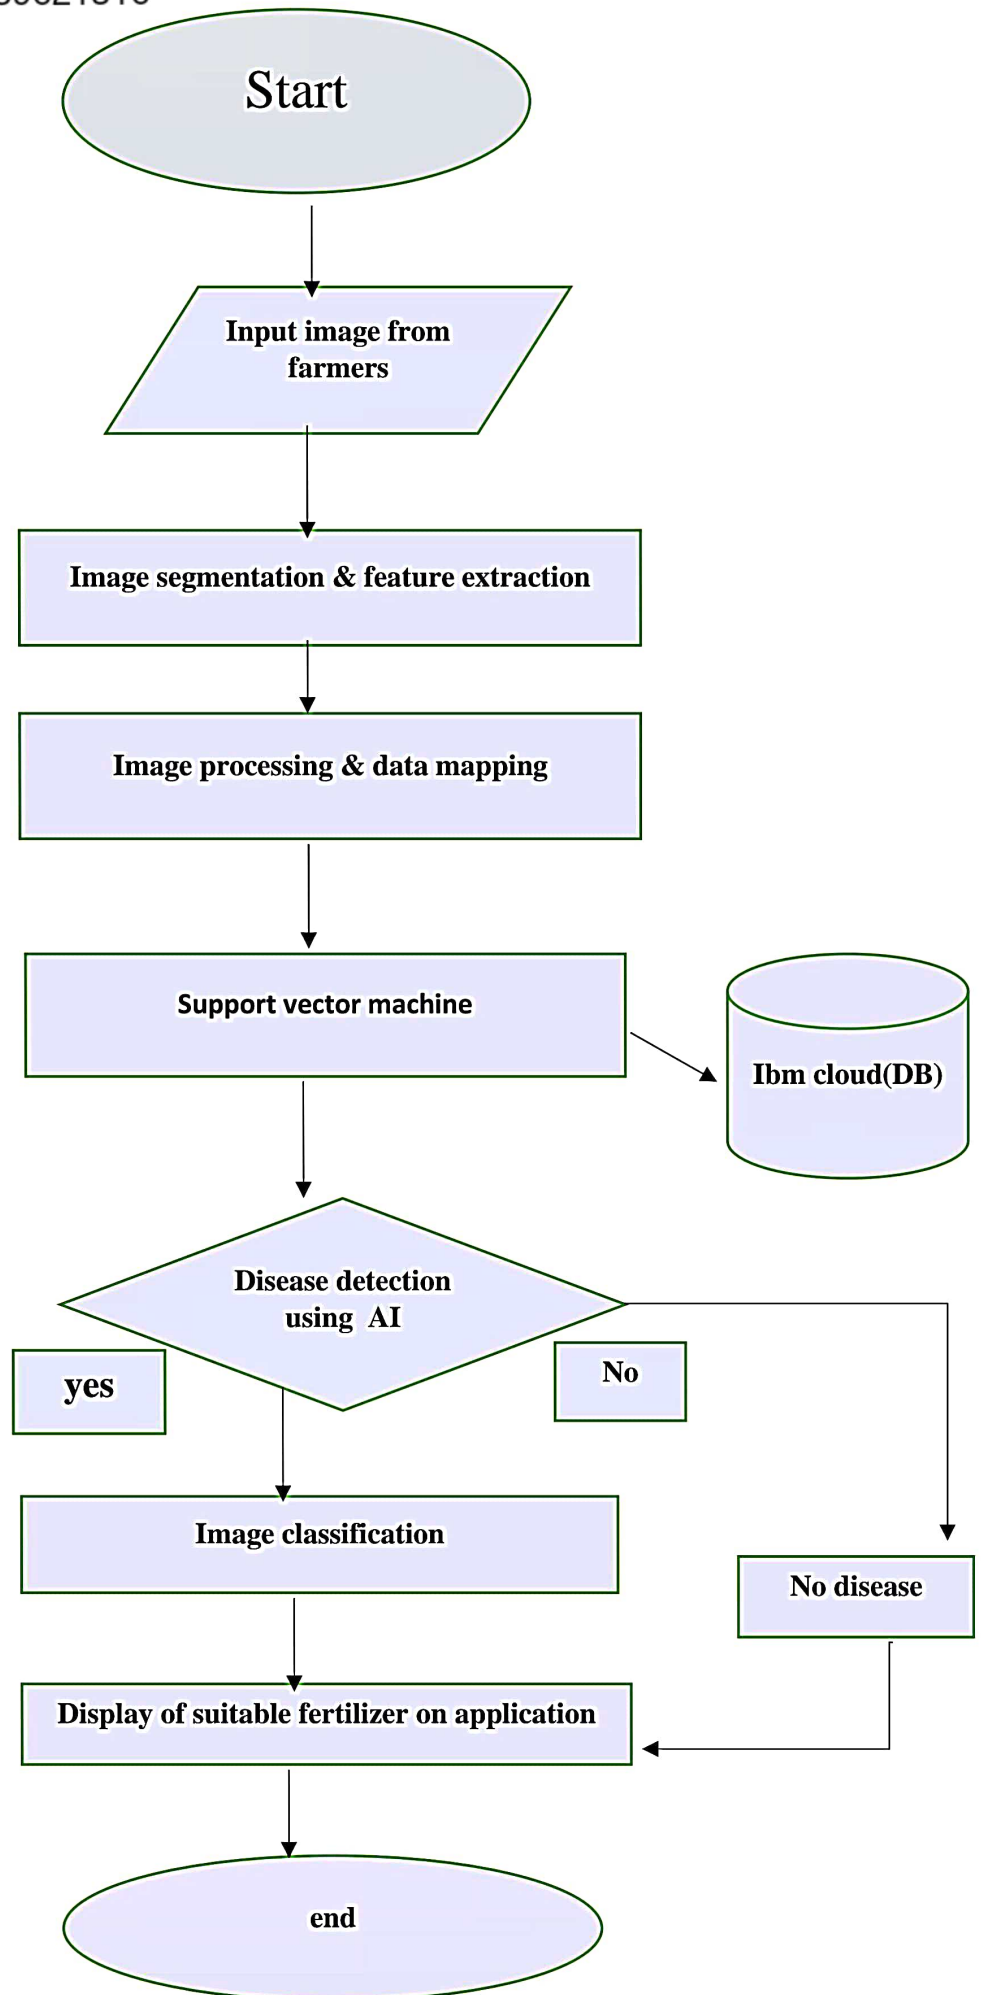 Start
Input image from
farmers
Image segmentation & feature extraction
Image processing & data mapping
Support vector machine
Ibm cloud(DB)
Disease detection
using AI
yes
No
Image classification
No disease
Display of suitable fertilizer on application
end